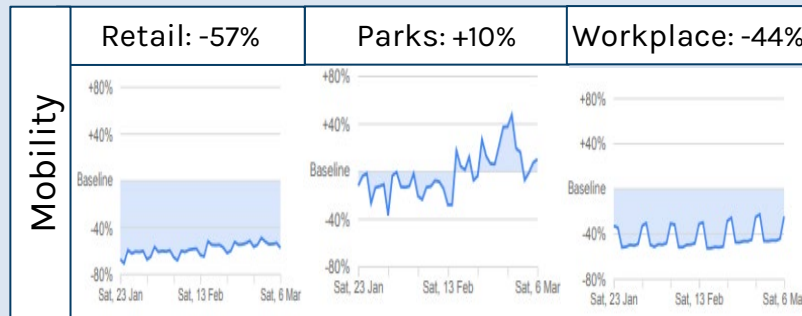 Mobility
Retail: -57%
Parks: +10%
Workplace: -44%
+80%
+40%
Baseline
-40%
-80%
Sat, 23 Jan
Sat, 13 Feb
Sat, 6 Mar
+80%
+40%
Baseline
-40%
-80%
Sat, 23 Jan
Sat, 13 Feb
Sat, 6 Mar
+80%
+40%
Baseline
-40%
-80%
Sat, 23 Jan
Sat, 13 Feb
Sat, 6 Ma